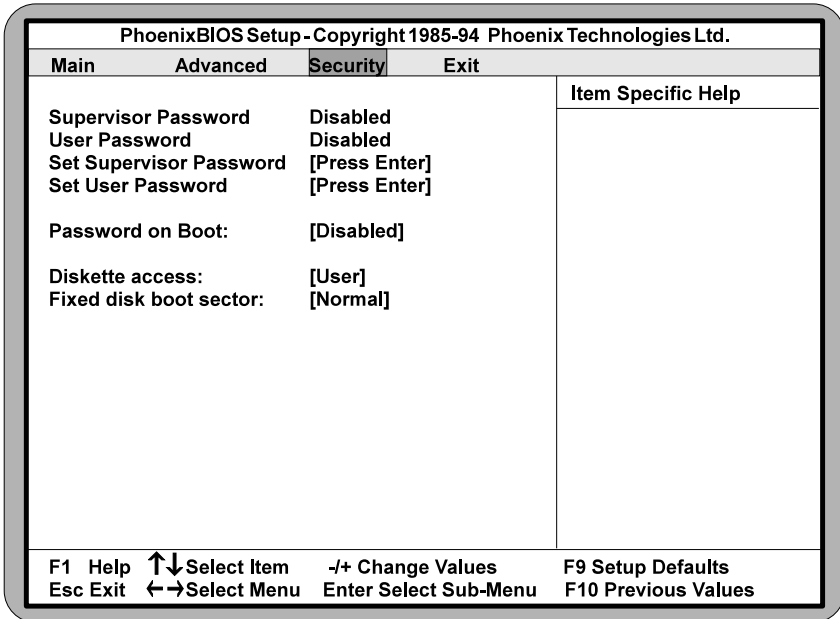 PhoenixBIOS Setup - Copyright 1985-94 Phoenix Technologies Ltd.
Main Advanced Security Exit
Item Specific Help
Supervisor Password Disabled
User Password Disabled
Set Supervisor Password [Press Enter]
Set User Password [Press Enter]
Password on Boot: [Disabled]
Diskette access: [User]
Fixed disk boot sector: [Normal]
F1 Help ↑↓ Select Item -/+ Change Values F9 Setup Defaults
Esc Exit ←→ Select Menu Enter Select Sub-Menu F10 Previous Values